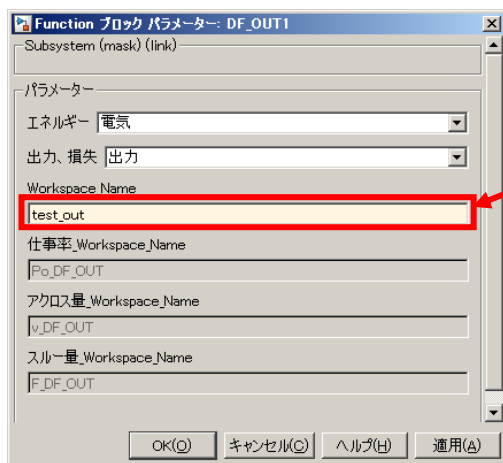 Function ブロック パラメーター: DF_OUT1
Subsystem (mask) (link)
パラメーター
エネルギー 電気
出力、損失 出力
Workspace Name
test_out
仕事率_Workspace_Name
Po_DF_OUT
アクロス量_Workspace_Name
v_DF_OUT
スルー量_Workspace_Name
F_DF_OUT
OK(O) キャンセル(C) ヘルプ(H) 適用(A)